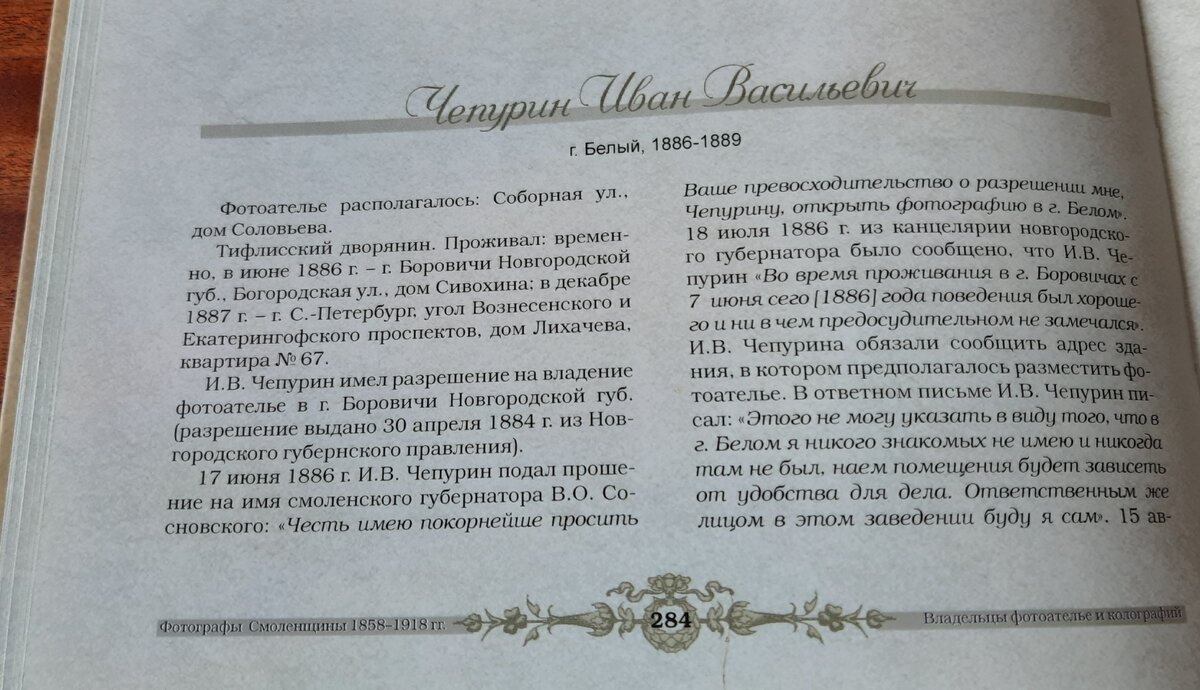 Чепурин Иван Васильевич
г. Белый, 1886-1889
Фотоателье располагалось: Соборная ул.,
дом Соловьева.
Тифлисский дворянин. Проживал: времен-
но, в июне 1886 г. – г. Боровичи Новгородской
губ., Богородская ул., дом Сивохина; в декабре
1887 г. – г. С.-Петербург, угол Вознесенского и
Екатерингофского проспектов, дом Лихачева,
квартира № 67.
И.В. Чепурин имел разрешение на владение
фотоателье в г. Боровичи Новгородской губ.
(разрешение выдано 30 апреля 1884 г. из Нов-
городского губернского правления).
17 июня 1886 г. И.В. Чепурин подал проше-
ние на имя смоленского губернатора В.О. Со-
сновского: «Честь имею покорнейше просить
Ваше превосходительство о разрешении мне,
Чепурину, открыть фотографию в г. Белом».
18 июля 1886 г. из канцелярии новгородско-
го губернатора было сообщено, что И.В. Че-
пурин «Во время проживания в г. Боровичах с
7 июня сего [1886] года поведения был хороше-
го и ни в чем предосудительном не замечался».
И.В. Чепурина обязали сообщить адрес зда-
ния, в котором предполагалось разместить фо-
тоателье. В ответном письме И.В. Чепурин пи-
сал: «Этого не могу указать в виду того, что в
г. Белом я никого знакомых не имею и никогда
там не был, наем помещения будет зависеть
от удобства для дела. Ответственным же
лицом в этом заведении буду я сам». 15 ав-
Фотографы Смоленщины 1858–1918 гг.
284
Владельцы фотоателье и колографий